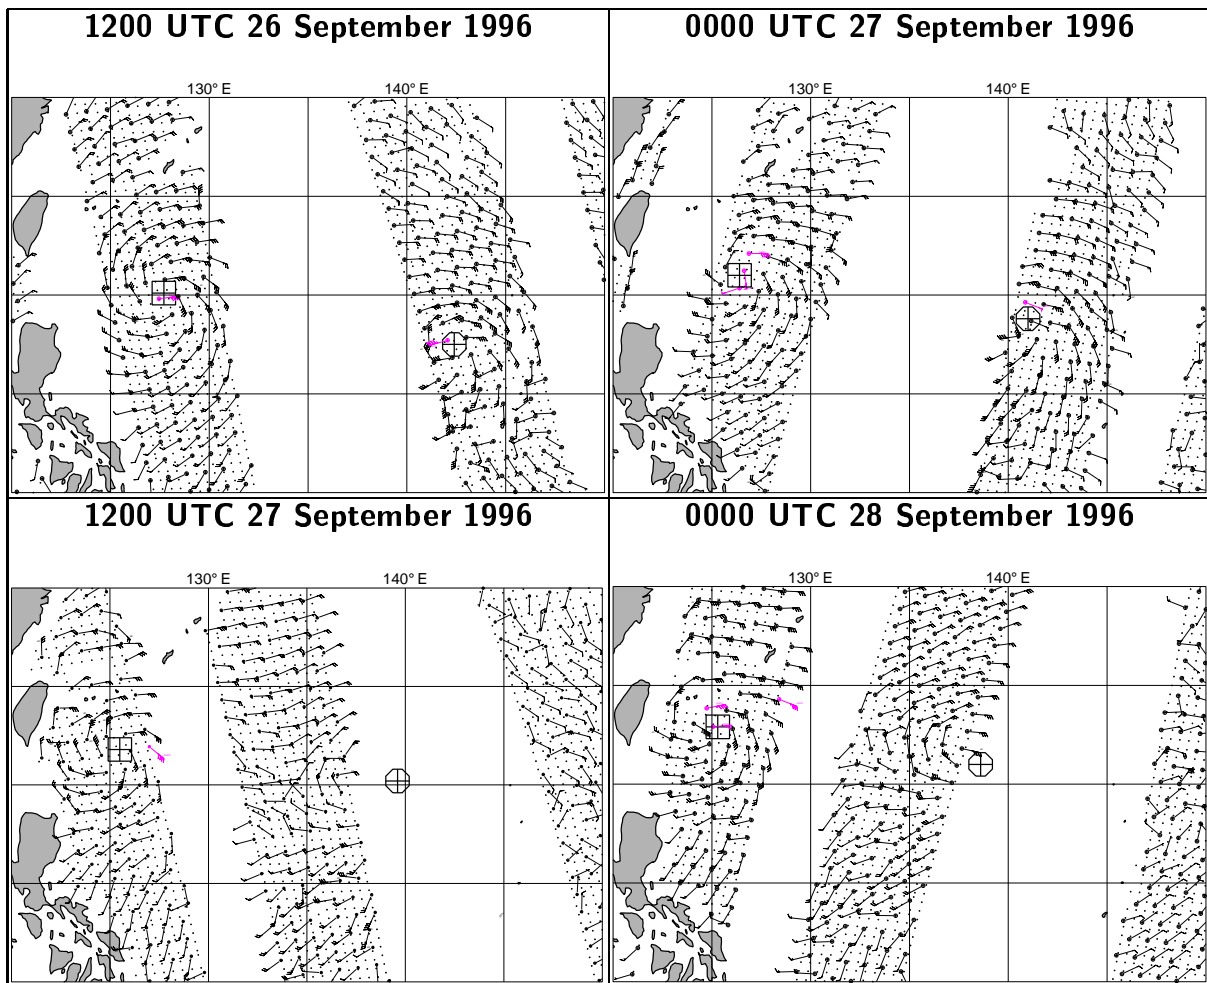 1200 UTC 26 September 1996
130° E 140° E
0000 UTC 27 September 1996
130° E 140° E
1200 UTC 27 September 1996
130° E 140° E
0000 UTC 28 September 1996
130° E 140° E